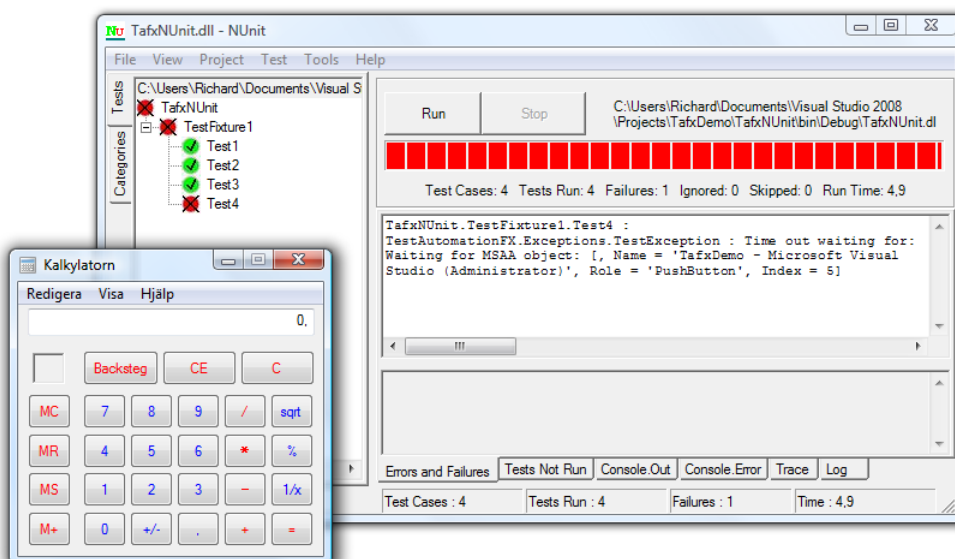 TafxNUnit.dll - NUnit
File View Project Test Tools Help
Tests
Categories
C:\Users\Richard\Documents\Visual S
TafxNUnit
TestFixture1
Test1
Test2
Test3
Test4
Run Stop
C:\Users\Richard\Documents\Visual Studio 2008
\Projects\TafxDemo\TafxNUnit\bin\Debug\TafxNUnit.dl
Test Cases: 4 Tests Run: 4 Failures: 1 Ignored: 0 Skipped: 0 Run Time: 4,9
TafxNUnit.TestFixture1.Test4 :
TestAutomationFX.Exceptions.TestException : Time out waiting for:
Waiting for MSAA object: [, Name = 'TafxDemo - Microsoft Visual
Studio (Administrator)', Role = 'PushButton', Index = 5]
Errors and Failures Tests Not Run Console.Out Console.Error Trace Log
Test Cases : 4 Tests Run : 4 Failures : 1 Time : 4,9
Kalkylatorn
Redigera Visa Hjälp
0,
Backsteg CE C
MC 7 8 9 / sqrt
MR 4 5 6 * %
MS 1 2 3 - 1/x
M+ 0 +/- , + =